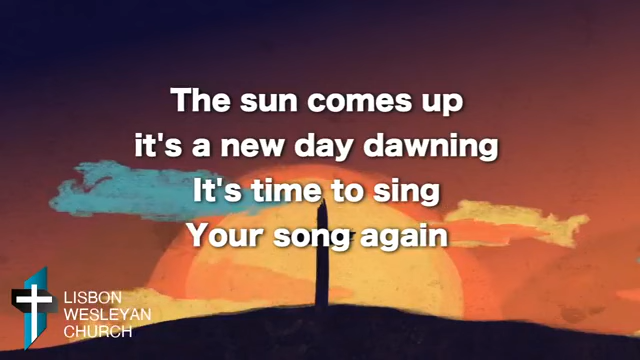 The sun comes up
it's a new day dawning
It's time to sing
Your song again
LISBON
WESLEYAN
CHURCH